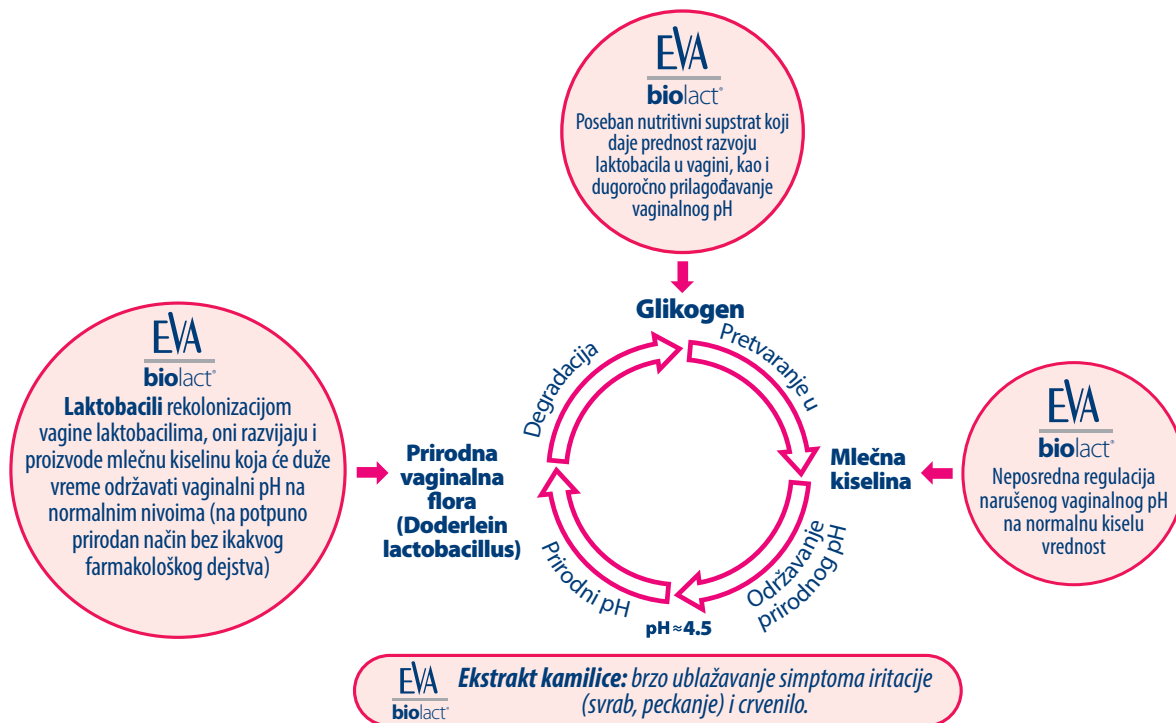 EVA
biolact®
Poseban nutritivni supstrat koji
daje prednost razvoju
laktobacila u vagini, kao i
dugoročno prilagođavanje
vaginalnog pH
Glikogen
Pretvaranje u
Degradacija
EVA
biolact®
Laktobacili rekolonizacijom
vagine laktobacilima, oni razvijaju i
proizvode mlečnu kiselinu koja će duže
vreme održavati vaginalni pH na
normalnim nivoima (na potpuno
prirodan način bez ikakvog
farmakološkog dejstva)
Prirodna
vaginalna
flora
(Doderlein
lactobacillus)
Mlečna
kiselina
EVA
biolact®
Neposredna regulacija
narušenog vaginalnog pH
na normalnu kiselu
vrednost
Prirodni pH
Održavanje
prirodnog pH
pH≈4.5
EVA
biolact®
Ekstrakt kamilice: brzo ublažavanje simptoma iritacije
(svrab, peckanje) i crvenilo.